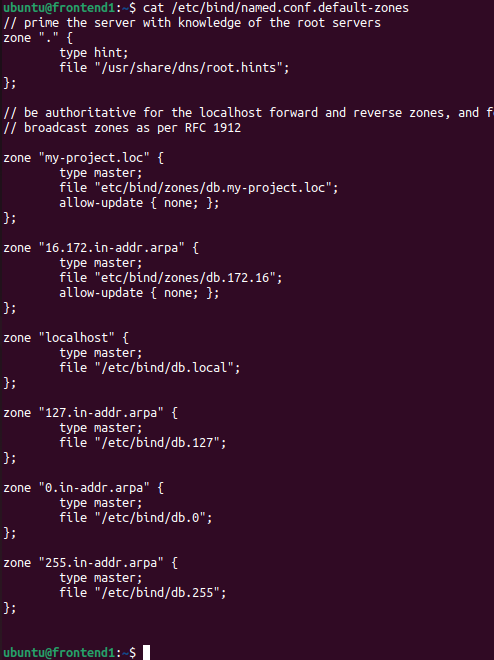 ubuntu@frontend1:~$ cat /etc/bind/named.conf.default-zones
// prime the server with knowledge of the root servers
zone "." {
        type hint;
        file "/usr/share/dns/root.hints";
};

// be authoritative for the localhost forward and reverse zones, and
// broadcast zones as per RFC 1912

zone "my-project.loc" {
        type master;
        file "etc/bind/zones/db.my-project.loc";
        allow-update { none; };
};

zone "16.172.in-addr.arpa" {
        type master;
        file "etc/bind/zones/db.172.16";
        allow-update { none; };
};

zone "localhost" {
        type master;
        file "/etc/bind/db.local";
};

zone "127.in-addr.arpa" {
        type master;
        file "/etc/bind/db.127";
};

zone "0.in-addr.arpa" {
        type master;
        file "/etc/bind/db.0";
};

zone "255.in-addr.arpa" {
        type master;
        file "/etc/bind/db.255";
};

ubuntu@frontend1:~$